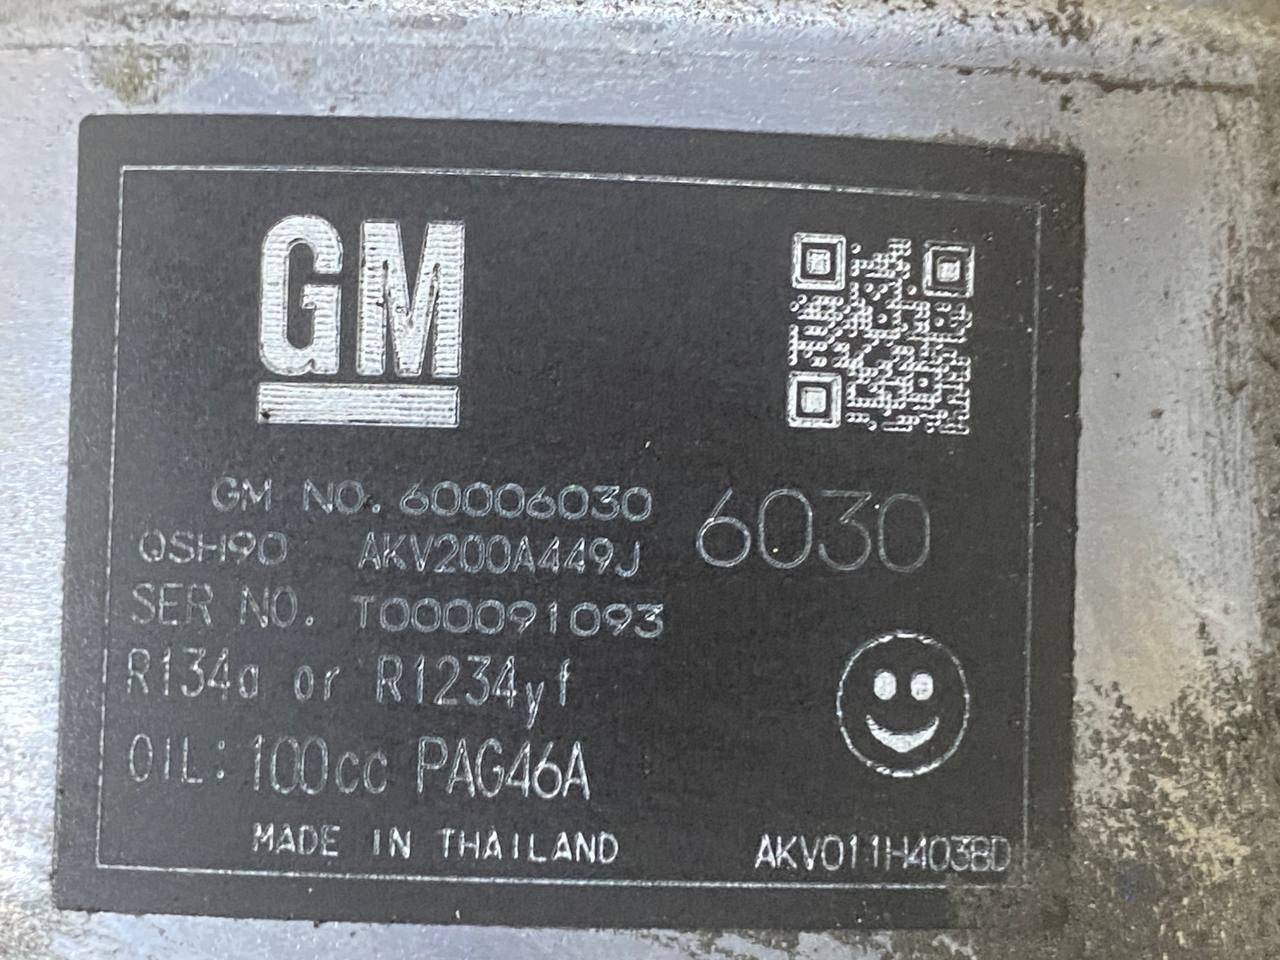 GM
GM NO. 60006030
6030
QSH90 AKV200A449J
SER NO. T000091093
R134a or R1234yf
OIL: 100cc PAG46A
MADE IN THAILAND
AKV011H403BD